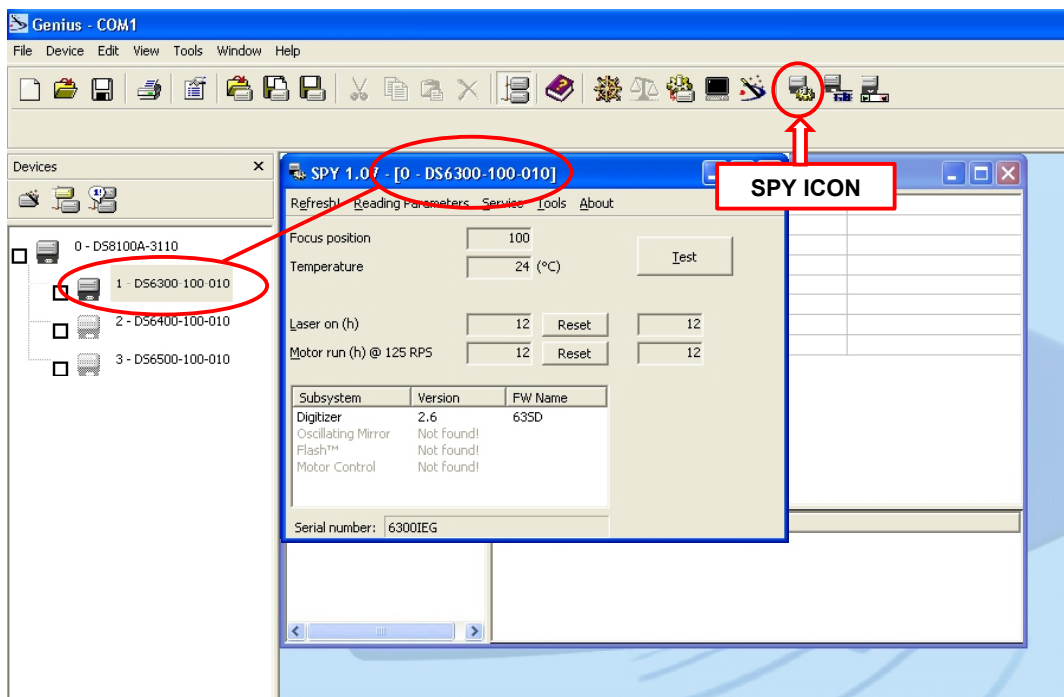 Genius - COM1
File Device Edit View Tools Window Help
Devices
SPY 1.07 - [0 - DS6300-100-010]
SPY ICON
Refresh! Reading Parameters Service Tools About
0 - DS8100A-3110
1 - DS6300-100-010
2 - DS6400-100-010
3 - DS6500-100-010
Focus position 100
Temperature 24 (°C)
Test
Laser on (h) 12 Reset 12
Motor run (h) @ 125 RPS 12 Reset 12
Subsystem Version FW Name
Digitizer 2.6 63SD
Oscillating Mirror Not found!
Flash™ Not found!
Motor Control Not found!
Serial number: 6300IEG